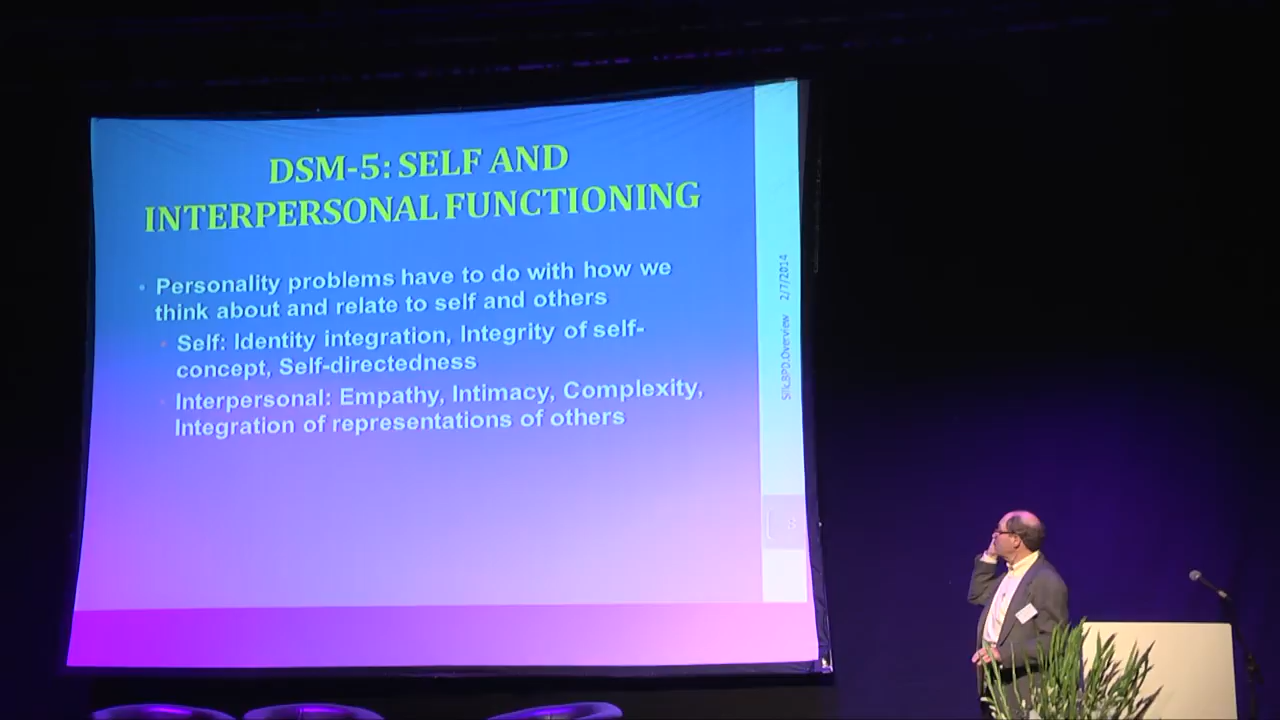 DSM-5: SELF AND
INTERPERSONAL FUNCTIONING
• Personality problems have to do with how we
think about and relate to self and others
• Self: Identity integration, Integrity of self-
concept, Self-directedness
• Interpersonal: Empathy, Intimacy, Complexity,
Integration of representations of others
Silk.BPD.Overview 2/7/2014